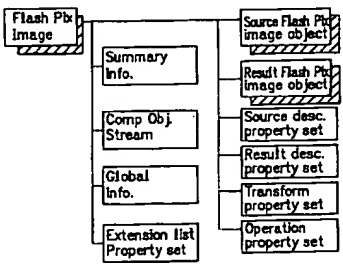 Flash Pix
image
Source Flash Pix
image object
Summary
Info.
Result Flash Pix
image object
Comp Obj.
Stream
Source desc.
property set
Result desc.
property set
Global
Info.
Transform
property set
Extension list
Property set
Operation
property set